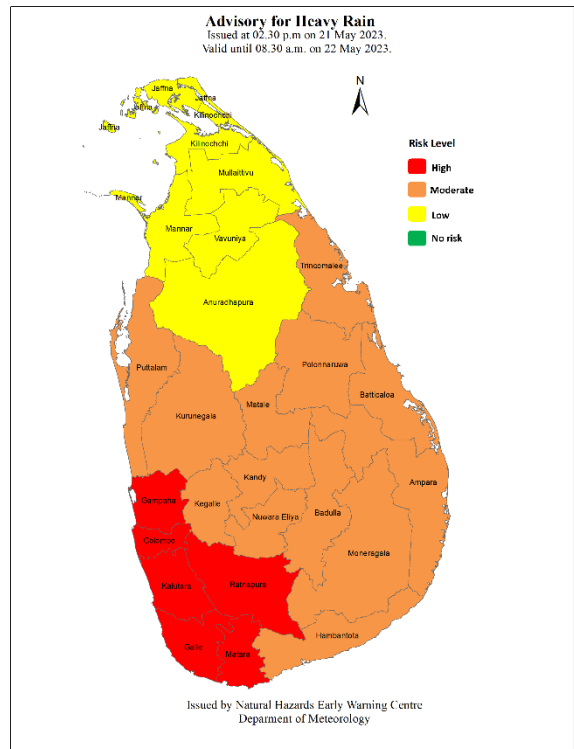 Advisory for Heavy Rain
Issued at 02.30 p.m on 21 May 2023.
Valid until 08.30 a.m. on 22 May 2023.
N
Jaffna
Jaffna
Jaffna
Kilinochchi
Jaffna
Kilinochchi
Risk Level
High
Mullaittivu
Moderate
Mannar
Low
Mannar
Vavuniya
No risk
Trincomalee
Anuradhapura
Puttalam
Polonnaruwa
Batticaloa
Matale
Kurunegala
Kandy
Ampara
Gampaha
Kegalle
Nuwara Eliya
Badulla
Colombo
Moneragala
Kalutara
Ratnapura
Hambantota
Galle
Matara
Issued by Natural Hazards Early Warning Centre
Deparment of Meteorology